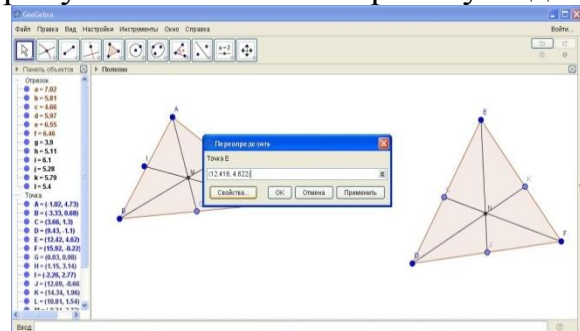 GeoGebra
Файл Правка Вид Настройки Инструменты Окно Справка
Войти...
Панель объектов
Полотно
Отрезок
a = 7.02
b = 5.81
c = 4.86
d = 5.97
e = 6.55
f = 6.46
g = 3.9
h = 5.11
i = 6.1
j = 5.28
k = 5.79
l = 5.4
Точка
A = (-1.02, 4.73)
B = (-3.33, 0.68)
C = (3.66, 1.3)
D = (9.43, -1.1)
E = (12.42, 4.62)
F = (15.92, -0.22)
G = (0.03, 0.98)
H = (1.15, 3.14)
I = (-2.26, 2.77)
J = (12.69, -0.66)
K = (14.34, 1.96)
L = (10.81, 1.54)
A
I
M
B
Переопределить
Точка E
(12.418, 4.622)
Свойства...
OK
Отмена
Применить
E
K
L
N
F
D
J
Ввод: